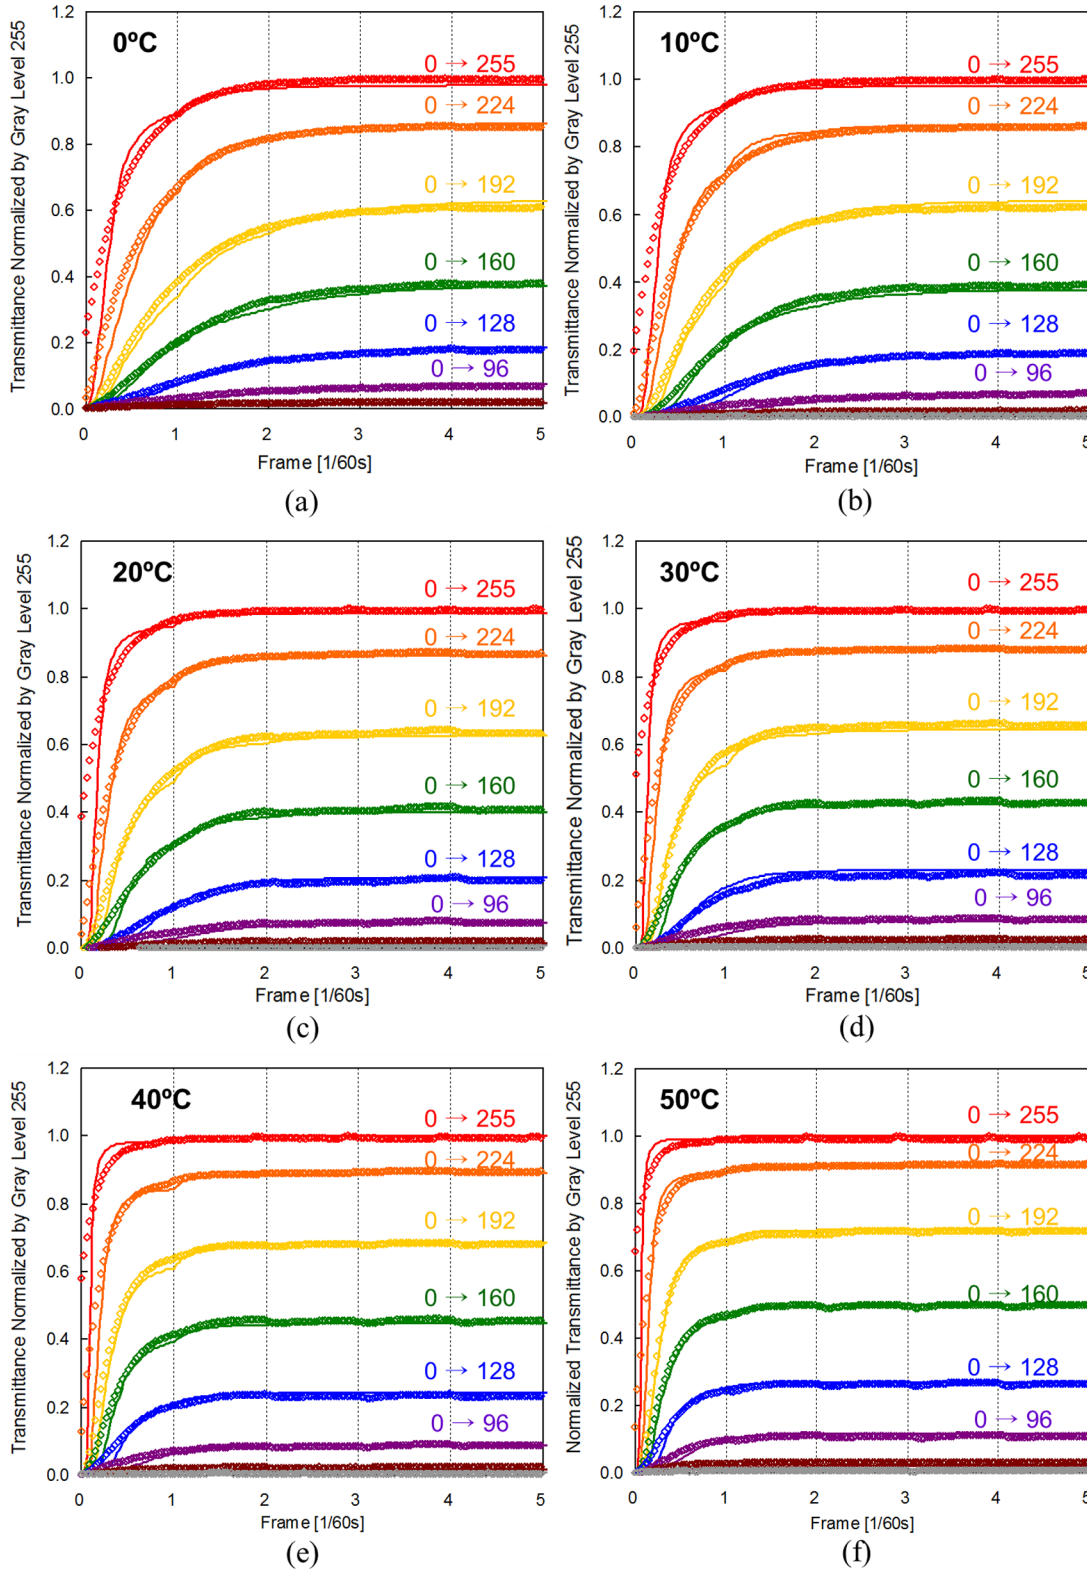 Transmittance Normalized by Gray Level 255
1.2
1.0
0.8
0.6
0.4
0.2
0.0
0ºC
0 → 255
0 → 224
0 → 192
0 → 160
0 → 128
0 → 96
0 1 2 3 4 5
Frame [1/60s]
(a)
Transmittance Normalized by Gray Level 255
1.2
1.0
0.8
0.6
0.4
0.2
0.0
10ºC
0 → 255
0 → 224
0 → 192
0 → 160
0 → 128
0 → 96
0 1 2 3 4 5
Frame [1/60s]
(b)
Transmittance Normalized by Gray Level 255
1.2
1.0
0.8
0.6
0.4
0.2
0.0
20ºC
0 → 255
0 → 224
0 → 192
0 → 160
0 → 128
0 → 96
0 1 2 3 4 5
Frame [1/60s]
(c)
Transmittance Normalized by Gray Level 255
1.2
1.0
0.8
0.6
0.4
0.2
0.0
30ºC
0 → 255
0 → 224
0 → 192
0 → 160
0 → 128
0 → 96
0 1 2 3 4 5
Frame [1/60s]
(d)
Transmittance Normalized by Gray Level 255
1.2
1.0
0.8
0.6
0.4
0.2
0.0
40ºC
0 → 255
0 → 224
0 → 192
0 → 160
0 → 128
0 → 96
0 1 2 3 4 5
Frame [1/60s]
(e)
Normalized Transmittance by Gray Level 255
1.2
1.0
0.8
0.6
0.4
0.2
0.0
50ºC
0 → 255
0 → 224
0 → 192
0 → 160
0 → 128
0 → 96
0 1 2 3 4 5
Frame [1/60s]
(f)